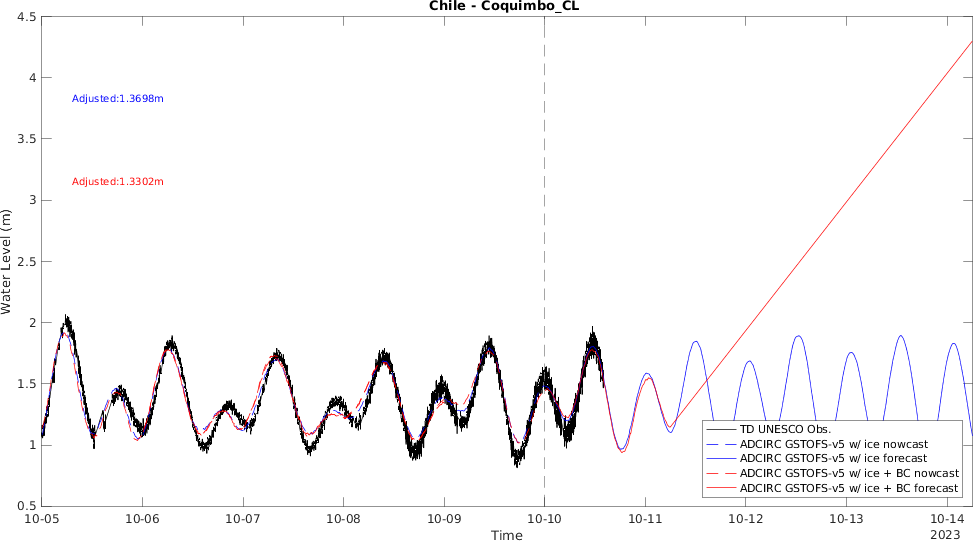 Chile - Coquimbo_CL
4.5
4
3.5
3
2.5
2
1.5
1
0.5
Water Level (m)
Adjusted:1.3698m
Adjusted:1.3302m
TD UNESCO Obs.
ADCIRC GSTOFS-v5 w/ ice nowcast
ADCIRC GSTOFS-v5 w/ ice forecast
ADCIRC GSTOFS-v5 w/ ice + BC nowcast
ADCIRC GSTOFS-v5 w/ ice + BC forecast
10-05 10-06 10-07 10-08 10-09 10-10 10-11 10-12 10-13 10-14
Time
2023